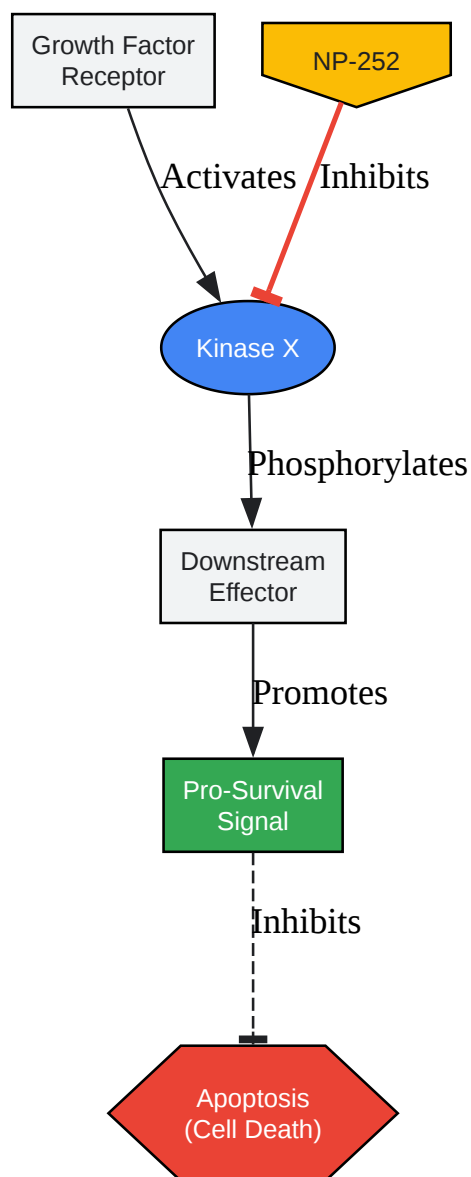 Growth Factor
Receptor
NP-252
Activates
Inhibits
Kinase X
Phosphorylates
Downstream
Effector
Promotes
Pro-Survival
Signal
Inhibits
Apoptosis
(Cell Death)